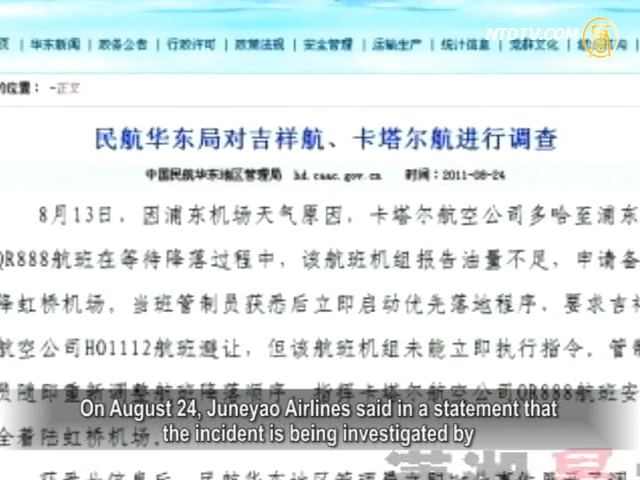 NTDTV.COM
页 | 华东新闻 | 政务公告 | 行政许可 | 政策法规 | 安全管理 | 运输生产 | 统计信息 | 党群文化
的位置： -正文
民航华东局对吉祥航、卡塔尔航进行调查
中国民航华东地区管理局 hd.caac.gov.cn 时间：2011-08-24
8月13日，因浦东机场天气原因，卡塔尔航空公司多哈至浦东
QR888航班在等待降落过程中，该航班机组报告油量不足，申请备
降虹桥机场。当班管制员获悉后立即启动优先落地程序，要求吉祥
航空公司HO1112航班避让，但该航班机组未能立即执行指令。管制
员随即重新调整航班降落顺序，指挥卡塔尔航空公司QR888航班安
全着陆虹桥机场。
On August 24, Juneyao Airlines said in a statement that
the incident is being investigated by